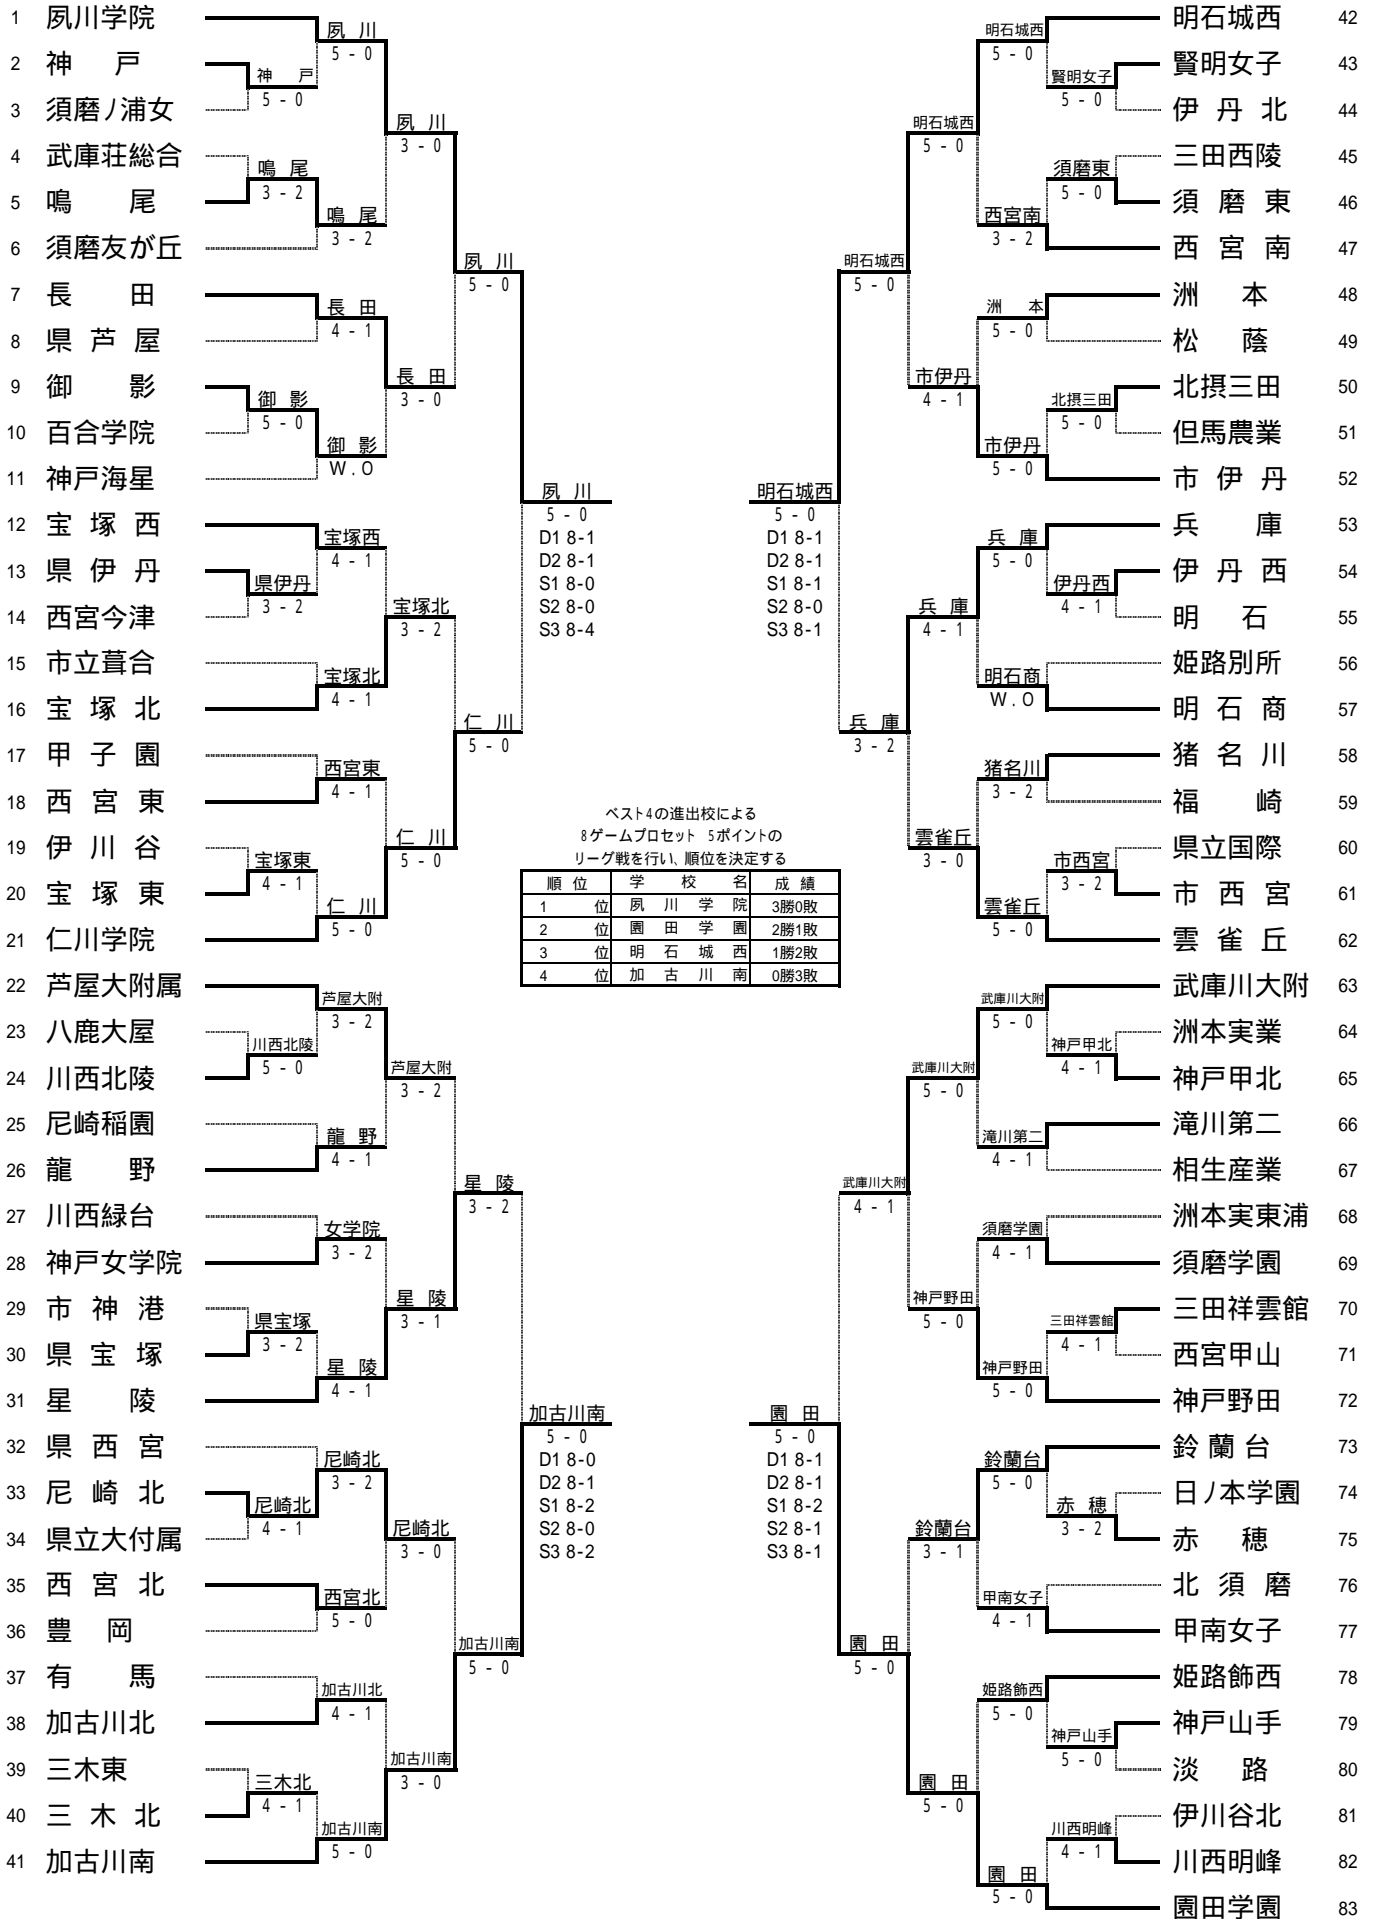 1 夙川学院
2 神戸
3 須磨ノ浦女
4 武庫荘総合
5 鳴尾
6 須磨友が丘
7 長田
8 県芦屋
9 御影
10 百合学院
11 神戸海星
12 宝塚西
13 県伊丹
14 西宮今津
15 市立葺合
16 宝塚北
17 甲子園
18 西宮東
19 伊川谷
20 宝塚東
21 仁川学院
22 芦屋大附属
23 八鹿大屋
24 川西北陵
25 尼崎稲園
26 龍野
27 川西緑台
28 神戸女学院
29 市神港
30 県宝塚
31 星陵
32 県西宮
33 尼崎北
34 県立大付属
35 西宮北
36 豊岡
37 有馬
38 加古川北
39 三木東
40 三木北
41 加古川南
神戸
5 - 0
鳴尾
3 - 2
御影
5 - 0
県伊丹
3 - 2
宝塚東
4 - 1
川西北陵
5 - 0
県宝塚
3 - 2
尼崎北
4 - 1
三木北
4 - 1
夙川
5 - 0
鳴尾
3 - 2
長田
4 - 1
御影
W.O
宝塚西
4 - 1
宝塚北
4 - 1
西宮東
4 - 1
仁川
5 - 0
芦屋大附
3 - 2
龍野
4 - 1
女学院
3 - 2
星陵
4 - 1
尼崎北
3 - 2
西宮北
5 - 0
加古川北
4 - 1
加古川南
5 - 0
夙川
3 - 0
長田
3 - 0
宝塚北
3 - 2
仁川
5 - 0
芦屋大附
3 - 2
星陵
3 - 1
尼崎北
3 - 0
加古川南
3 - 0
夙川
5 - 0
仁川
5 - 0
星陵
3 - 2
加古川南
5 - 0
夙川
5 - 0
D1 8-1
D2 8-1
S1 8-0
S2 8-0
S3 8-4
加古川南
5 - 0
D1 8-0
D2 8-1
S1 8-2
S2 8-0
S3 8-2
ベスト4の進出校による
8ゲームプロセット 5ポイントの
リーグ戦を行い、順位を決定する
順位 学校名 成績
1位 夙川学院 3勝0敗
2位 園田学園 2勝1敗
3位 明石城西 1勝2敗
4位 加古川南 0勝3敗
明石城西
5 - 0
D1 8-1
D2 8-1
S1 8-1
S2 8-0
S3 8-1
園田
5 - 0
D1 8-1
D2 8-1
S1 8-2
S2 8-1
S3 8-1
明石城西
5 - 0
兵庫
3 - 2
武庫川大附
4 - 1
園田
5 - 0
明石城西
5 - 0
市伊丹
4 - 1
兵庫
4 - 1
雲雀丘
3 - 0
武庫川大附
5 - 0
神戸野田
5 - 0
鈴蘭台
3 - 1
園田
5 - 0
明石城西
5 - 0
西宮南
3 - 2
洲本
5 - 0
市伊丹
5 - 0
兵庫
5 - 0
明石商
W.O
猪名川
3 - 2
雲雀丘
5 - 0
武庫川大附
5 - 0
滝川第二
4 - 1
須磨学園
4 - 1
神戸野田
5 - 0
鈴蘭台
5 - 0
甲南女子
4 - 1
姫路飾西
5 - 0
園田
5 - 0
賢明女子
5 - 0
須磨東
5 - 0
北摂三田
5 - 0
伊丹西
4 - 1
市西宮
3 - 2
神戸甲北
4 - 1
三田祥雲館
4 - 1
赤穂
3 - 2
神戸山手
5 - 0
川西明峰
4 - 1
明石城西 42
賢明女子 43
伊丹北 44
三田西陵 45
須磨東 46
西宮南 47
洲本 48
松蔭 49
北摂三田 50
但馬農業 51
市伊丹 52
兵庫 53
伊丹西 54
明石 55
姫路別所 56
明石商 57
猪名川 58
福崎 59
県立国際 60
市西宮 61
雲雀丘 62
武庫川大附 63
洲本実業 64
神戸甲北 65
滝川第二 66
相生産業 67
洲本実東浦 68
須磨学園 69
三田祥雲館 70
西宮甲山 71
神戸野田 72
鈴蘭台 73
日ノ本学園 74
赤穂 75
北須磨 76
甲南女子 77
姫路飾西 78
神戸山手 79
淡路 80
伊川谷北 81
川西明峰 82
園田学園 83